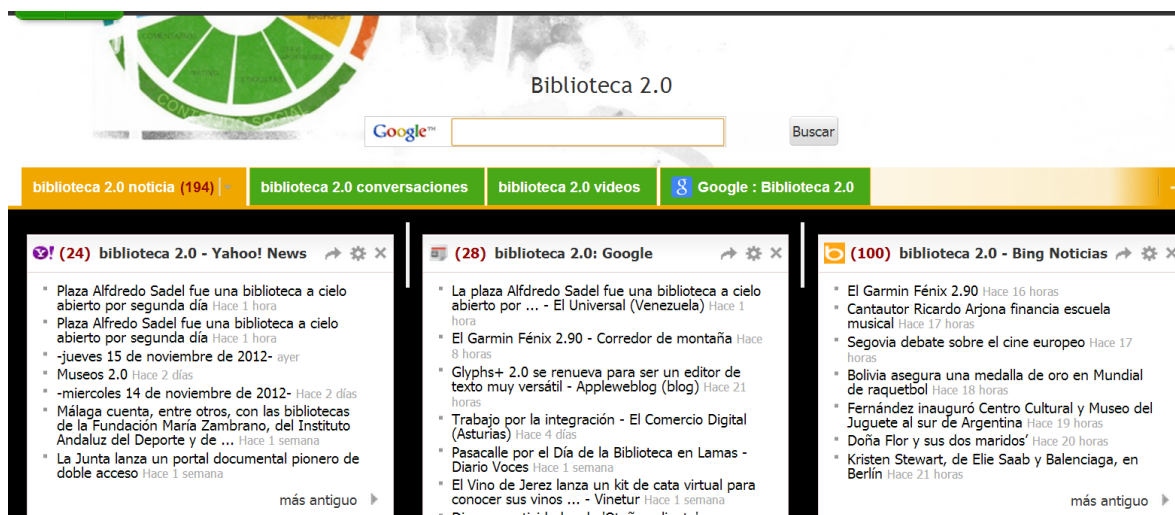 CONTENIDO SOCIAL
Biblioteca 2.0
Google™
Buscar
biblioteca 2.0 noticia (194)
biblioteca 2.0 conversaciones
biblioteca 2.0 videos
Google : Biblioteca 2.0
(24) biblioteca 2.0 - Yahoo! News
Plaza Alfdredo Sadel fue una biblioteca a cielo
abierto por segunda día Hace 1 hora
Plaza Alfredo Sadel fue una biblioteca a cielo
abierto por segunda día Hace 1 hora
-jueves 15 de noviembre de 2012- ayer
Museos 2.0 Hace 2 días
-miercoles 14 de noviembre de 2012- Hace 2 días
Málaga cuenta, entre otros, con las bibliotecas
de la Fundación María Zambrano, del Instituto
Andaluz del Deporte y de ... Hace 1 semana
La Junta lanza un portal documental pionero de
doble acceso Hace 1 semana
más antiguo
(28) biblioteca 2.0: Google
La plaza Alfdredo Sadel fue una biblioteca a cielo
abierto por ... - El Universal (Venezuela) Hace 1
hora
El Garmin Fénix 2.90 - Corredor de montaña Hace
8 horas
Glyphs+ 2.0 se renueva para ser un editor de
texto muy versátil - Appleweblog (blog) Hace 21
horas
Trabajo por la integración - El Comercio Digital
(Asturias) Hace 4 días
Pasacalle por el Día de la Biblioteca en Lamas -
Diario Voces Hace 1 semana
El Vino de Jerez lanza un kit de cata virtual para
conocer sus vinos ... - Vinetur Hace 1 semana
(100) biblioteca 2.0 - Bing Noticias
El Garmin Fénix 2.90 Hace 16 horas
Cantautor Ricardo Arjona financia escuela
musical Hace 17 horas
Segovia debate sobre el cine europeo Hace 17
horas
Bolivia asegura una medalla de oro en Mundial
de raquetbol Hace 18 horas
Fernández inauguró Centro Cultural y Museo del
Juguete al sur de Argentina Hace 19 horas
Doña Flor y sus dos maridos’ Hace 20 horas
Kristen Stewart, de Elie Saab y Balenciaga, en
Berlín Hace 21 horas
más antiguo